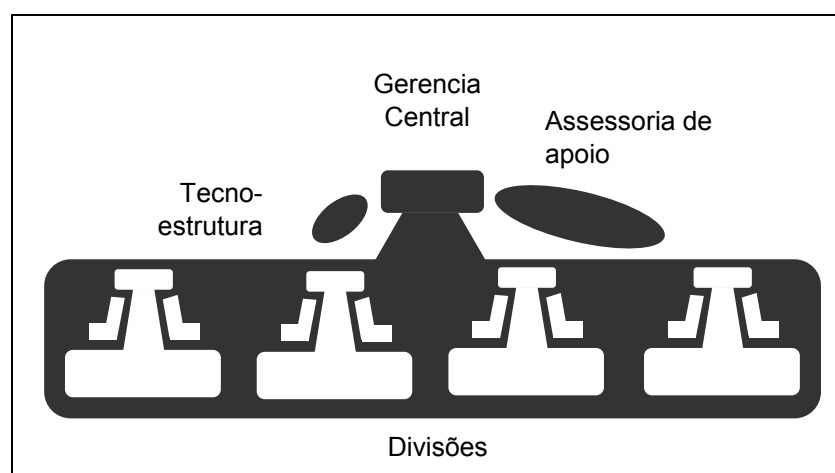 Gerencia
Central
Assessoria de
apoio
Tecno-
estrutura
Divisões